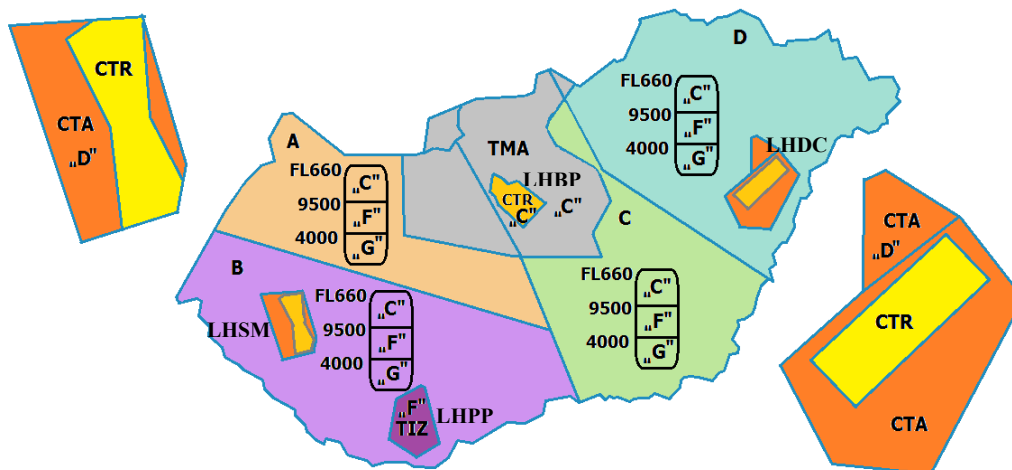 CTR
CTA
„D"
A
FL660
9500
4000
„C"
„F"
„G"
TMA
LHBP
CTR
„C"
„C"
D
FL660
9500
4000
„C"
„F"
„G"
LHDC
B
LHSM
FL660
9500
4000
„C"
„F"
„G"
„F"
TIZ
LHPP
C
FL660
9500
4000
„C"
„F"
„G"
CTA
„D"
CTR
CTA